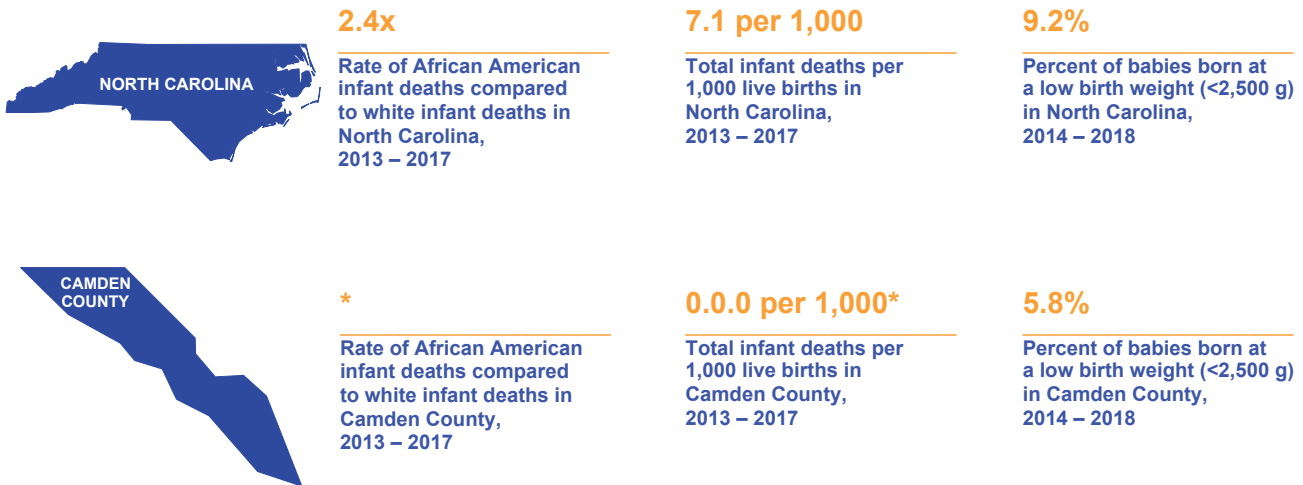 NORTH CAROLINA
2.4x
Rate of African American
infant deaths compared
to white infant deaths in
North Carolina,
2013 – 2017
7.1 per 1,000
Total infant deaths per
1,000 live births in
North Carolina,
2013 – 2017
9.2%
Percent of babies born at
a low birth weight (<2,500 g)
in North Carolina,
2014 – 2018
CAMDEN
COUNTY
*
Rate of African American
infant deaths compared
to white infant deaths in
Camden County,
2013 – 2017
0.0.0 per 1,000*
Total infant deaths per
1,000 live births in
Camden County,
2013 – 2017
5.8%
Percent of babies born at
a low birth weight (<2,500 g)
in Camden County,
2014 – 2018